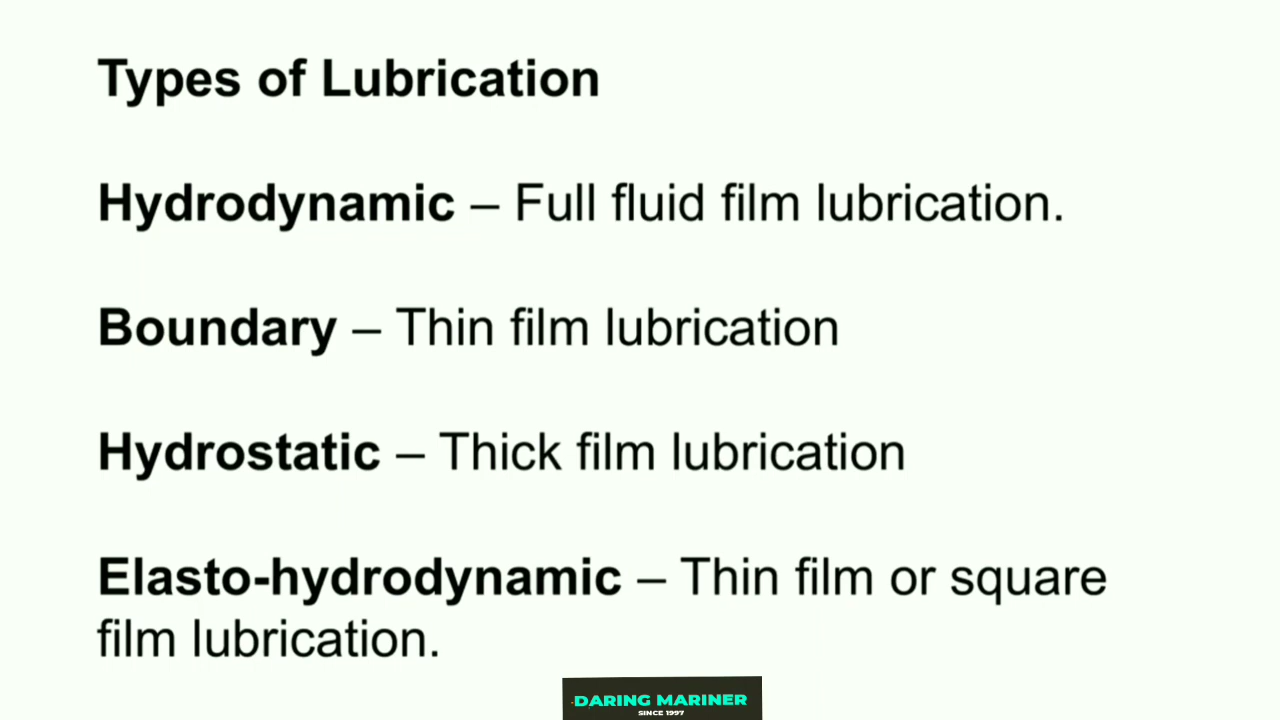 Types of Lubrication
Hydrodynamic – Full fluid film lubrication.
Boundary – Thin film lubrication
Hydrostatic – Thick film lubrication
Elasto-hydrodynamic – Thin film or square
film lubrication.
DARING MARINER
SINCE 1997